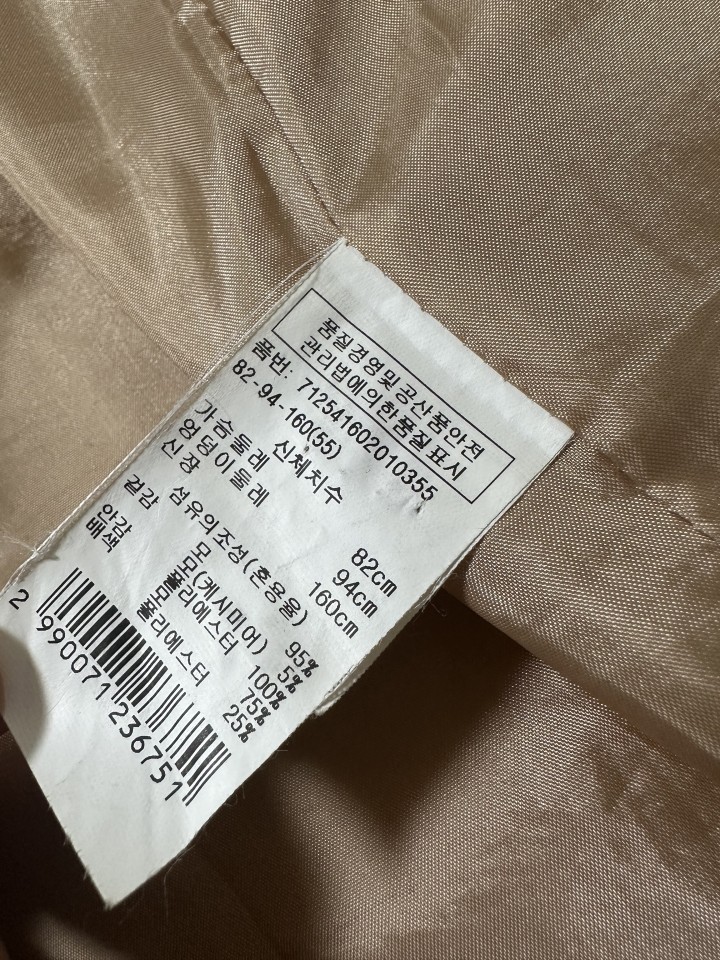 품질경영및공산품안전
관리법에의한품질표시
품번: 712541602010355
82-94-160(55)
신체치수
가슴둘레 82cm
엉덩이둘레 94cm
신장 160cm
섬유의조성(혼용율)
겉감 모 95%
모(캐시미어) 5%
안감 폴리에스터 100%
배색 모 75%
폴리에스터 25%
2 990071 236751